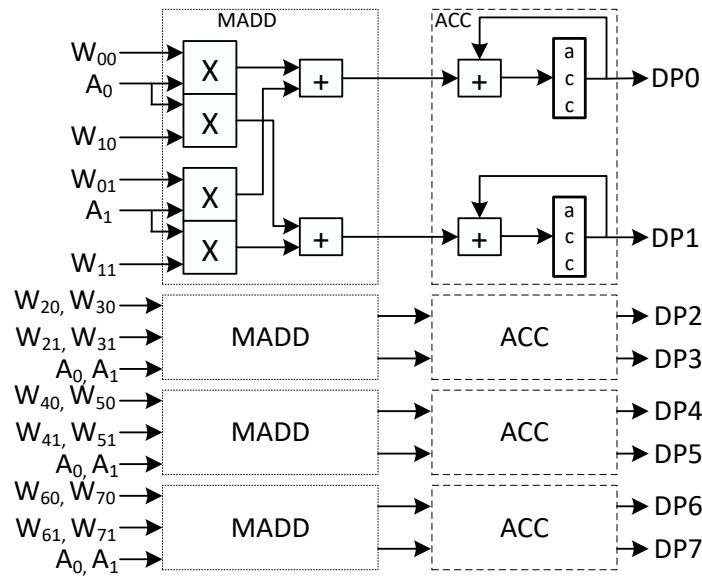 MADD
ACC
W00
A0
X
X
W10
+
+
a
c
c
DP0
W01
A1
X
X
W11
+
+
a
c
c
DP1
W20, W30
W21, W31
A0, A1
MADD
ACC
DP2
DP3
W40, W50
W41, W51
A0, A1
MADD
ACC
DP4
DP5
W60, W70
W61, W71
A0, A1
MADD
ACC
DP6
DP7